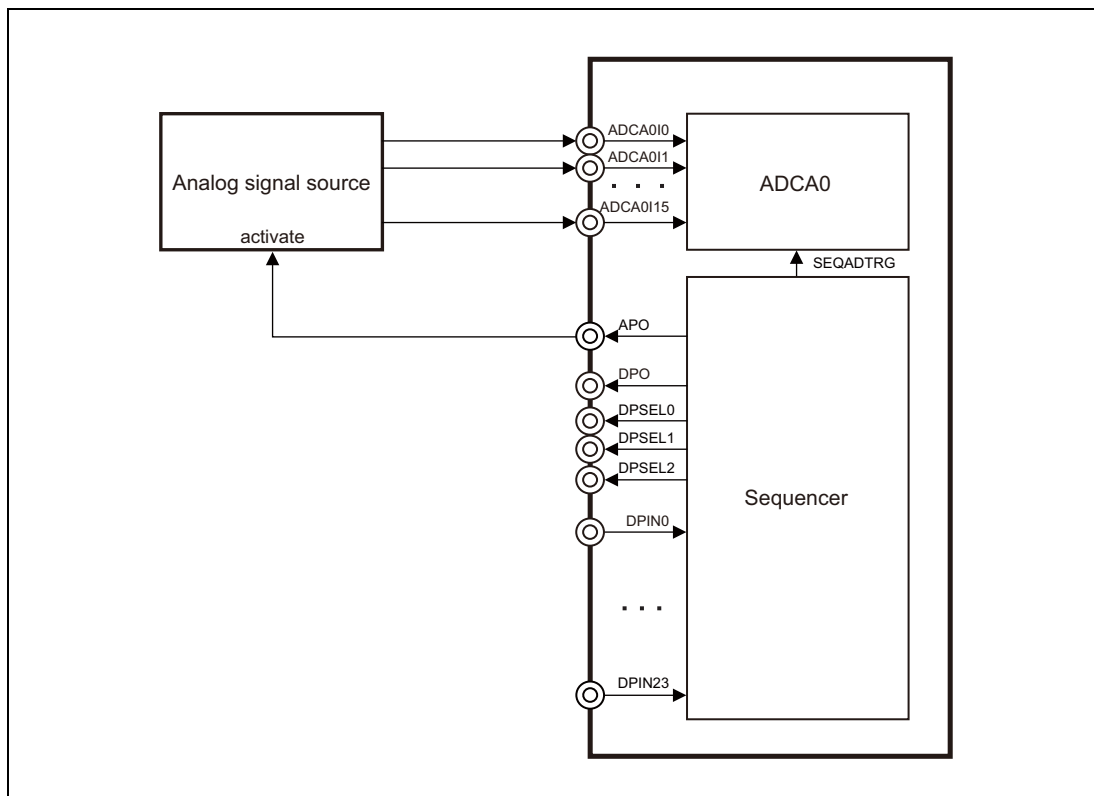 ADCA0I0
ADCA0I1
. . .
ADCA0I15
Analog signal source
activate
ADCA0
SEQADTRG
APO
DPO
DPSEL0
DPSEL1
DPSEL2
Sequencer
DPIN0
. . .
DPIN23